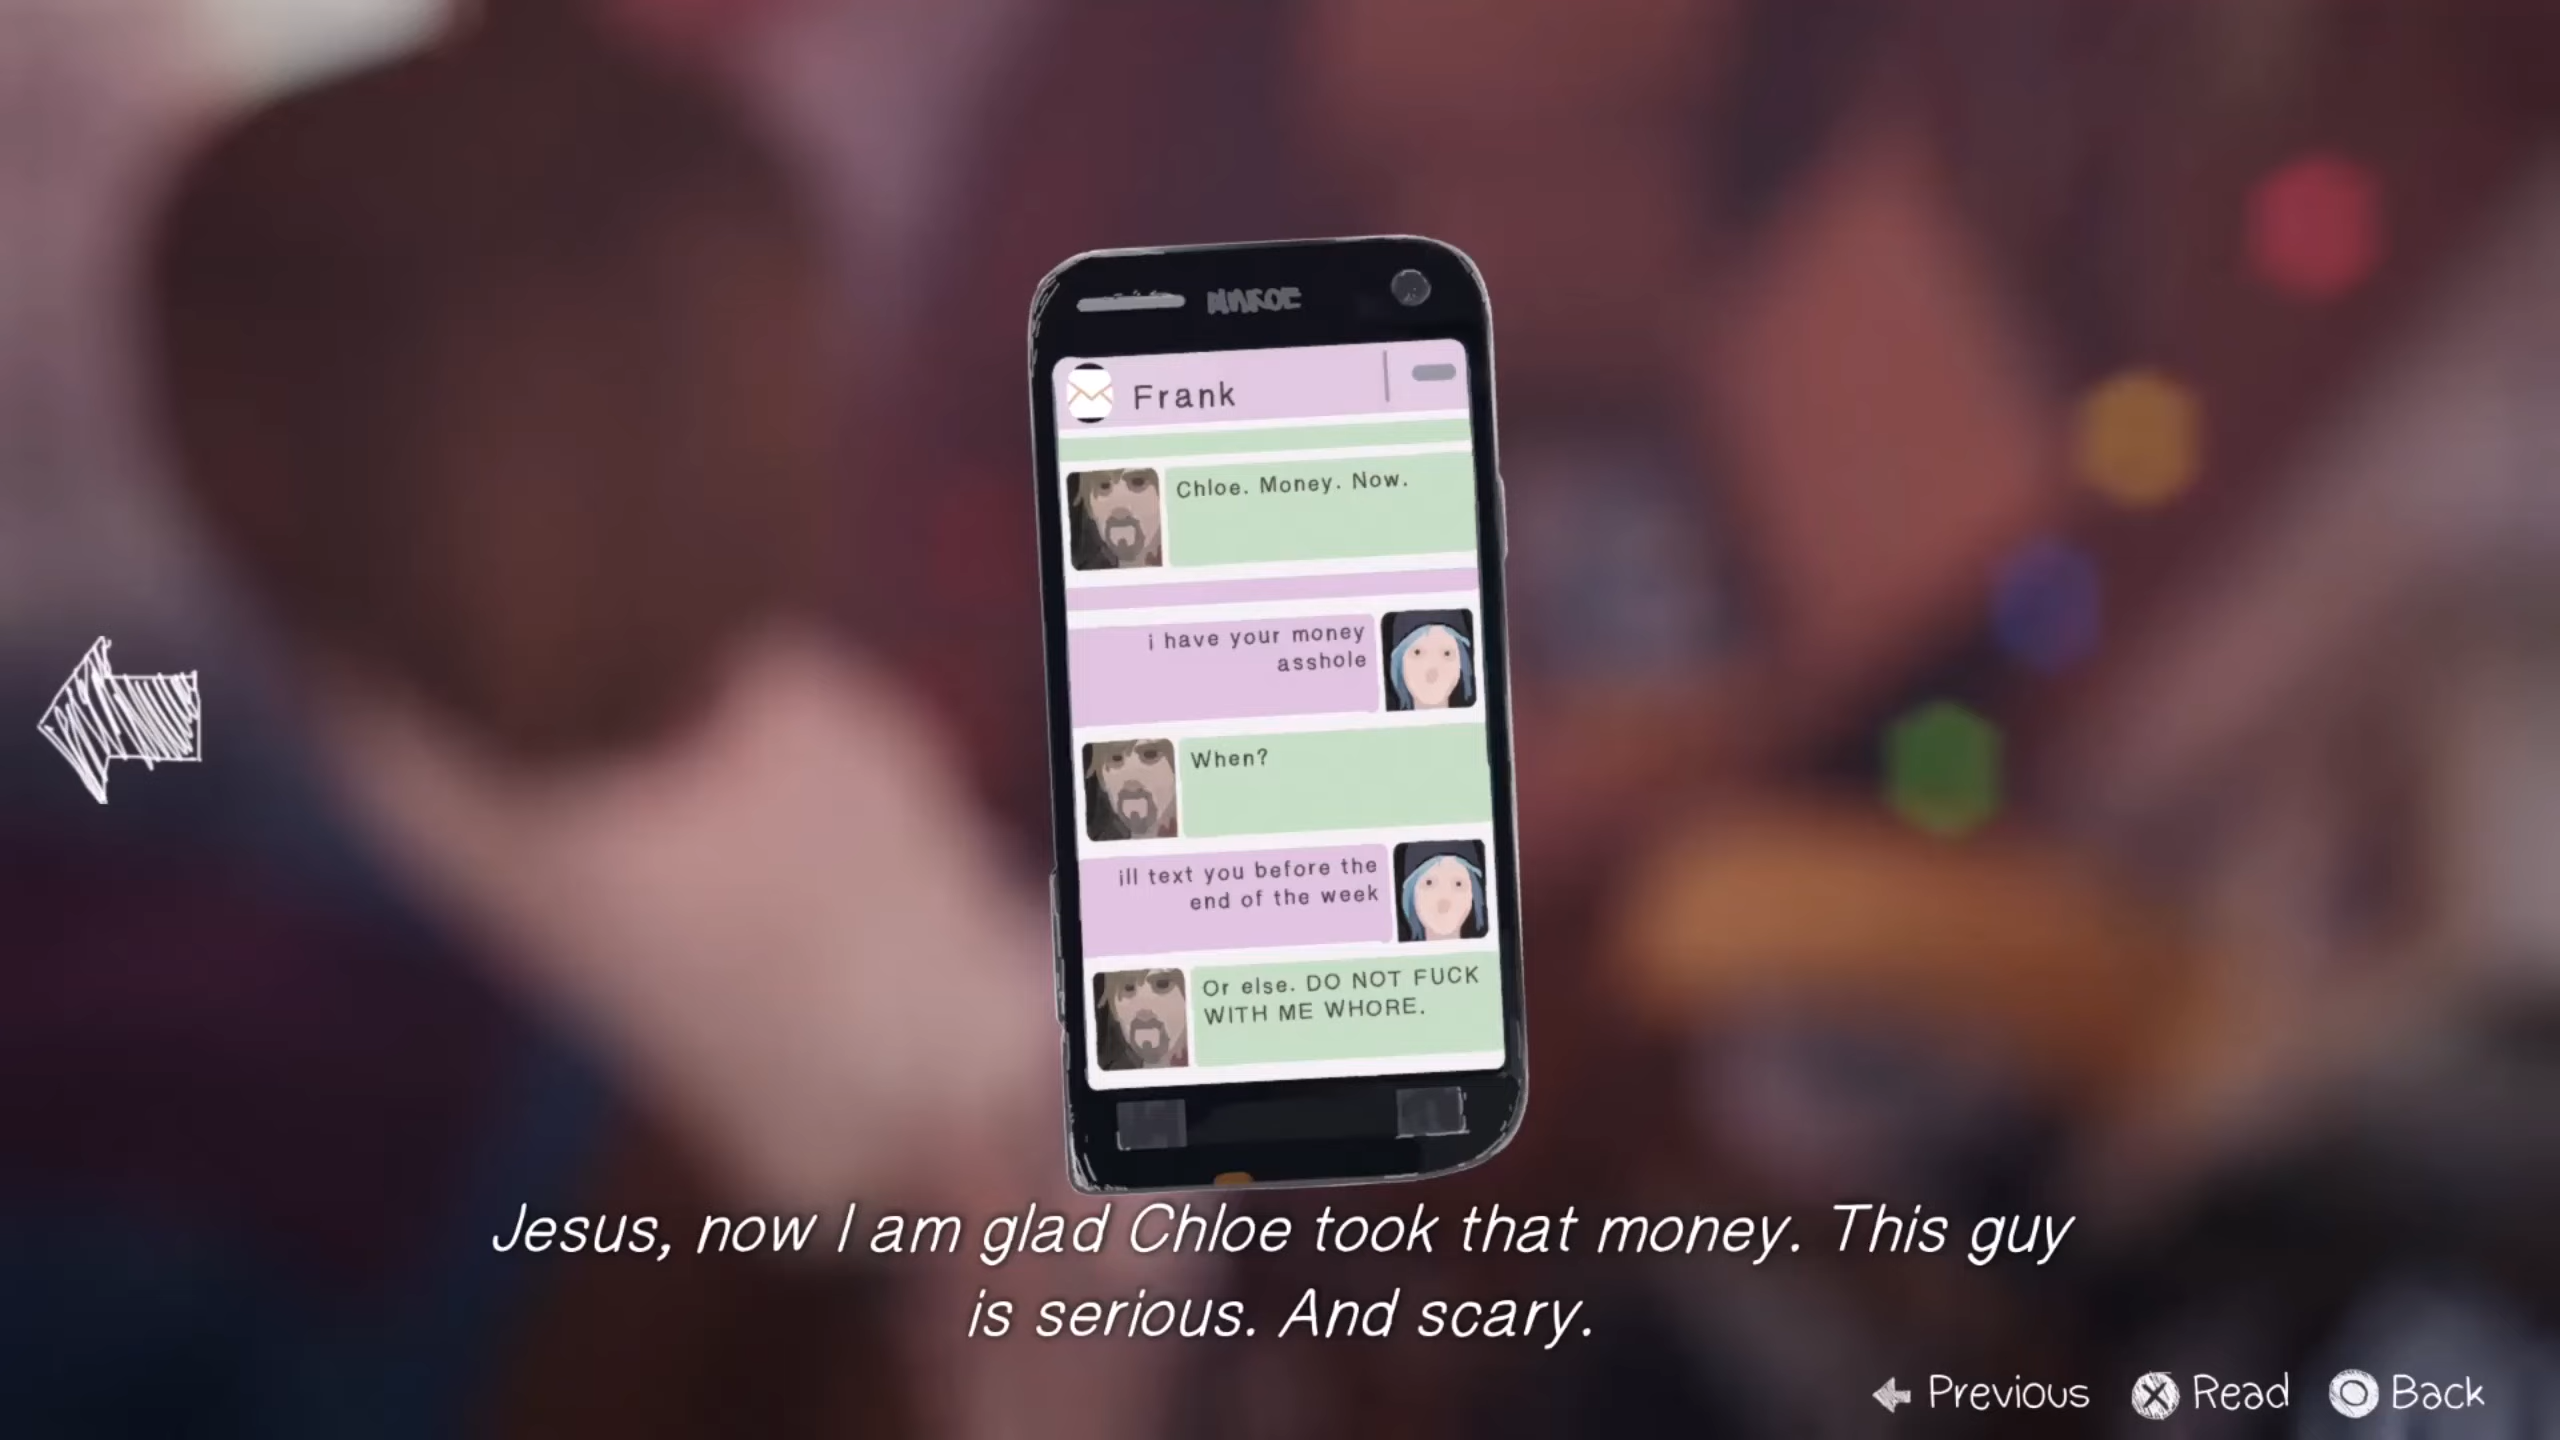 Frank
Chloe. Money. Now.
i have your money
asshole
When?
ill text you before the
end of the week
Or else. DO NOT FUCK
WITH ME WHORE.
Jesus, now I am glad Chloe took that money. This guy
is serious. And scary.
Previous
Read
Back